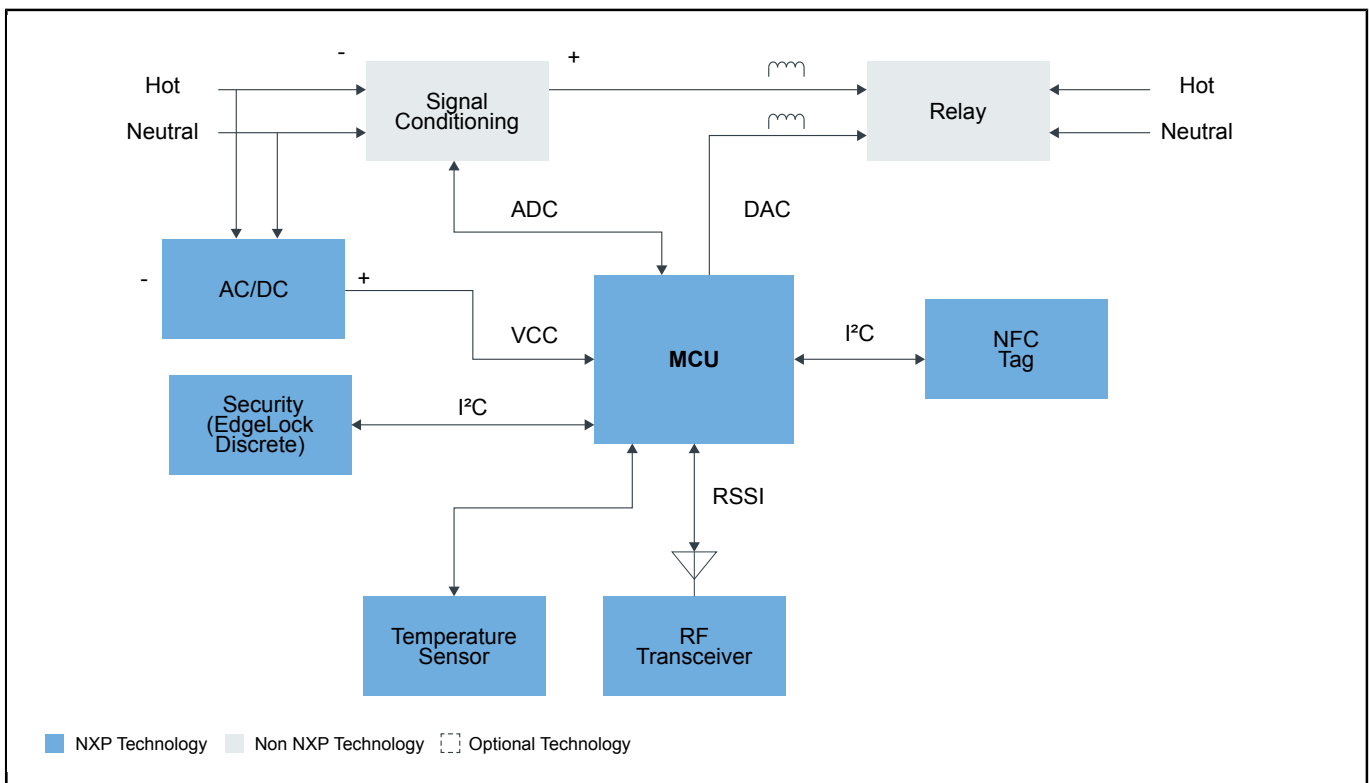 -
+
Hot
Signal
Conditioning
Relay
Hot
Neutral
Neutral
ADC
DAC
-
AC/DC
+
VCC
MCU
I²C
NFC
Tag
Security
(EdgeLock
Discrete)
I²C
RSSI
Temperature
Sensor
RF
Transceiver
NXP Technology
Non NXP Technology
Optional Technology